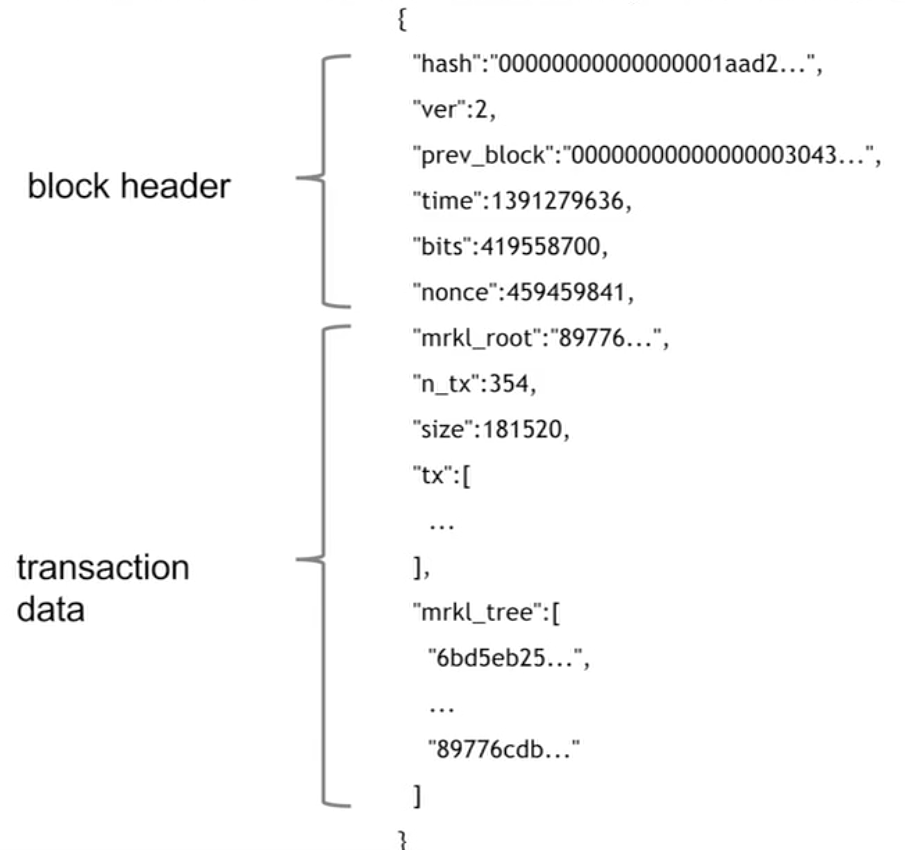 {
"hash":"00000000000000001aad2...",
"ver":2,
"prev_block":"00000000000000003043...",
"time":1391279636,
block header
"bits":419558700,
"nonce":459459841,
"mrkl_root":"89776...",
"n_tx":354,
"size":181520,
"tx":[
...
],
transaction
data
"mrkl_tree":[
"6bd5eb25...",
...
"89776cdb..."
]
}